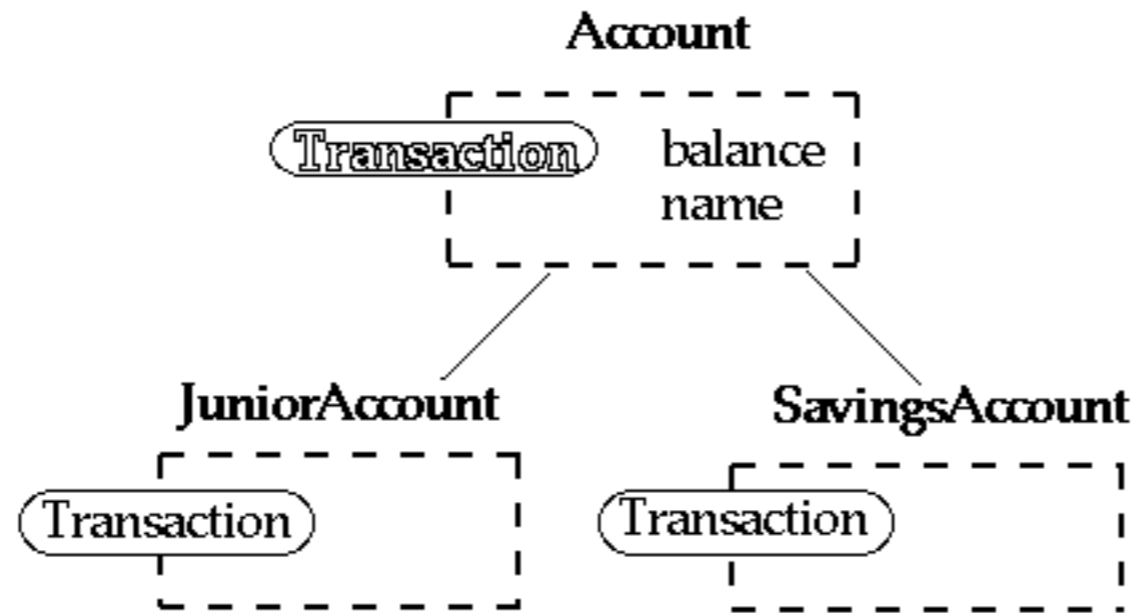 Account
Transaction
balance
name
JuniorAccount
SavingsAccount
Transaction
Transaction